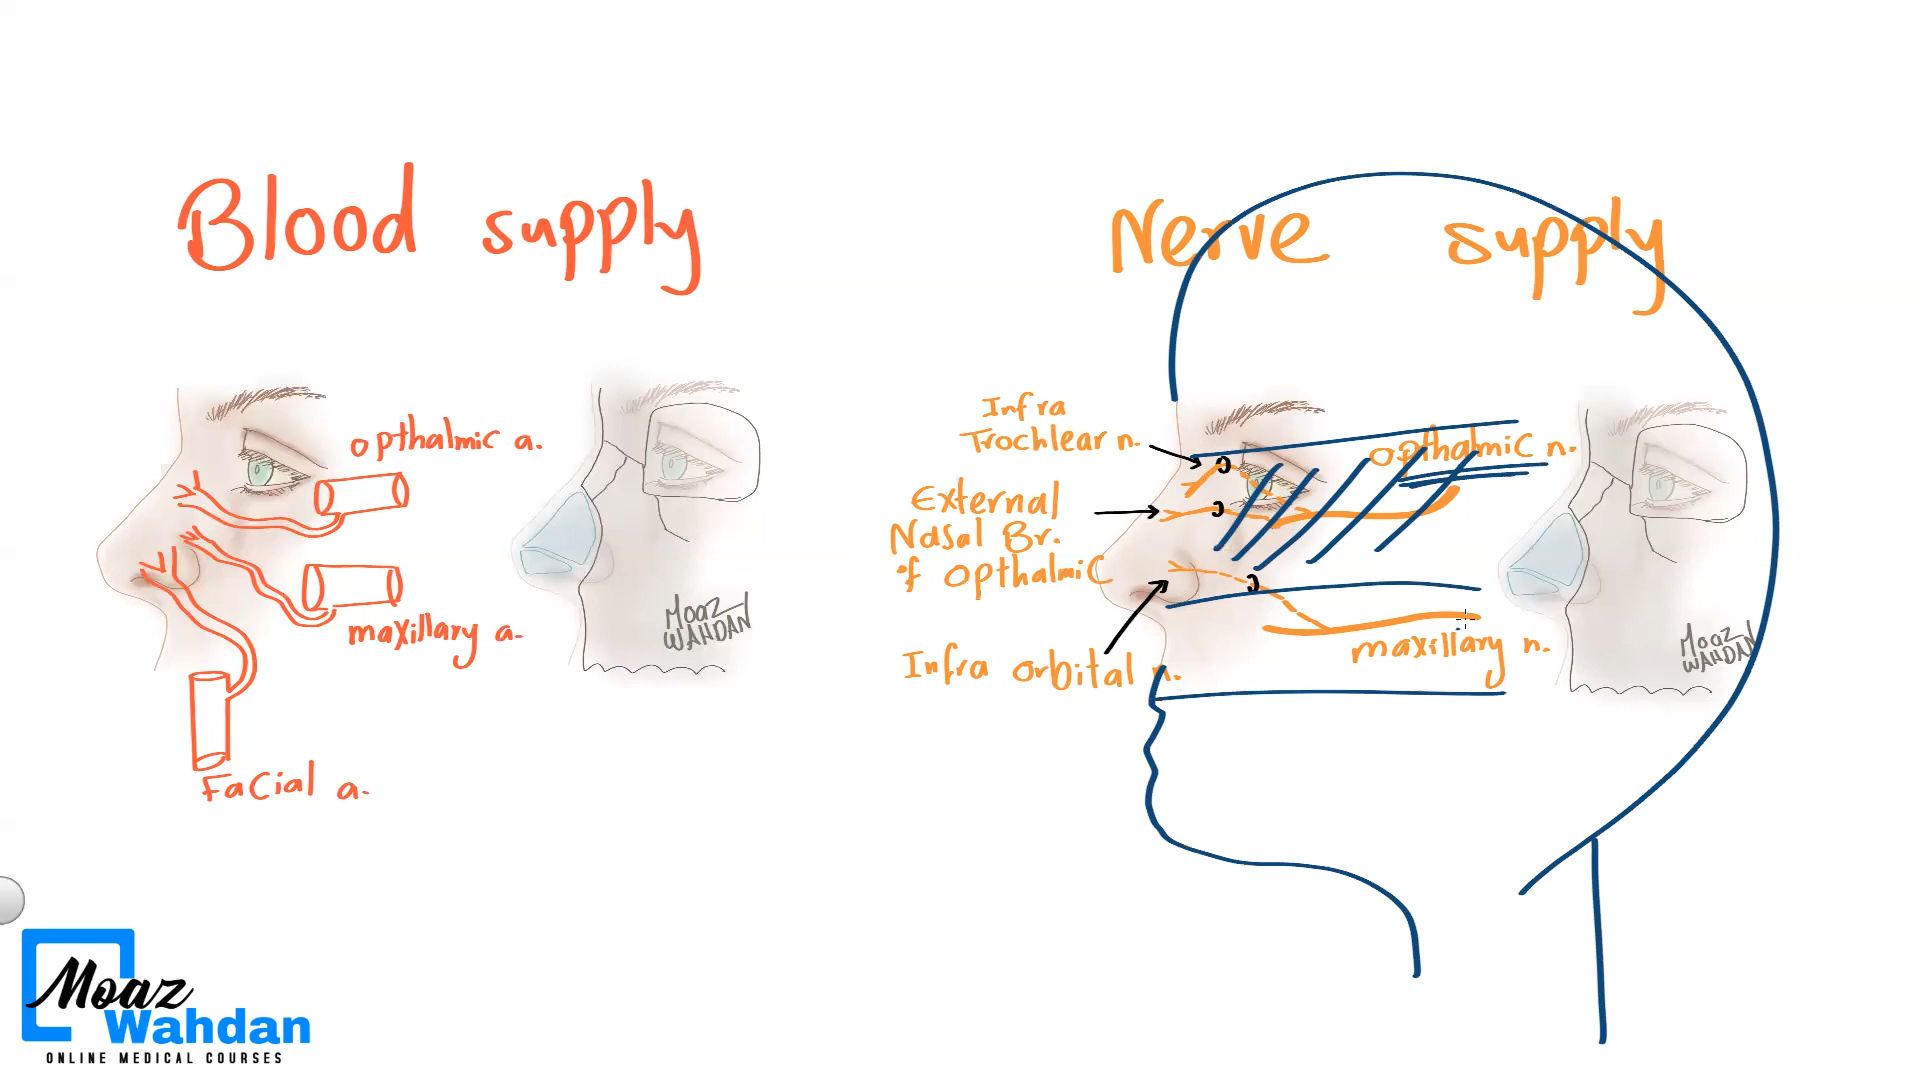 Blood supply
opthalmic a.
maxillary a.
Facial a.
Moaz
WAHDAN
Nerve supply
Infra
Trochlear n.
External
Nasal Br.
of opthalmic
Infra orbital n.
opthalmic n.
maxillary n.
Moaz
WAHDAN
Moaz
Wahdan
ONLINE MEDICAL COURSES